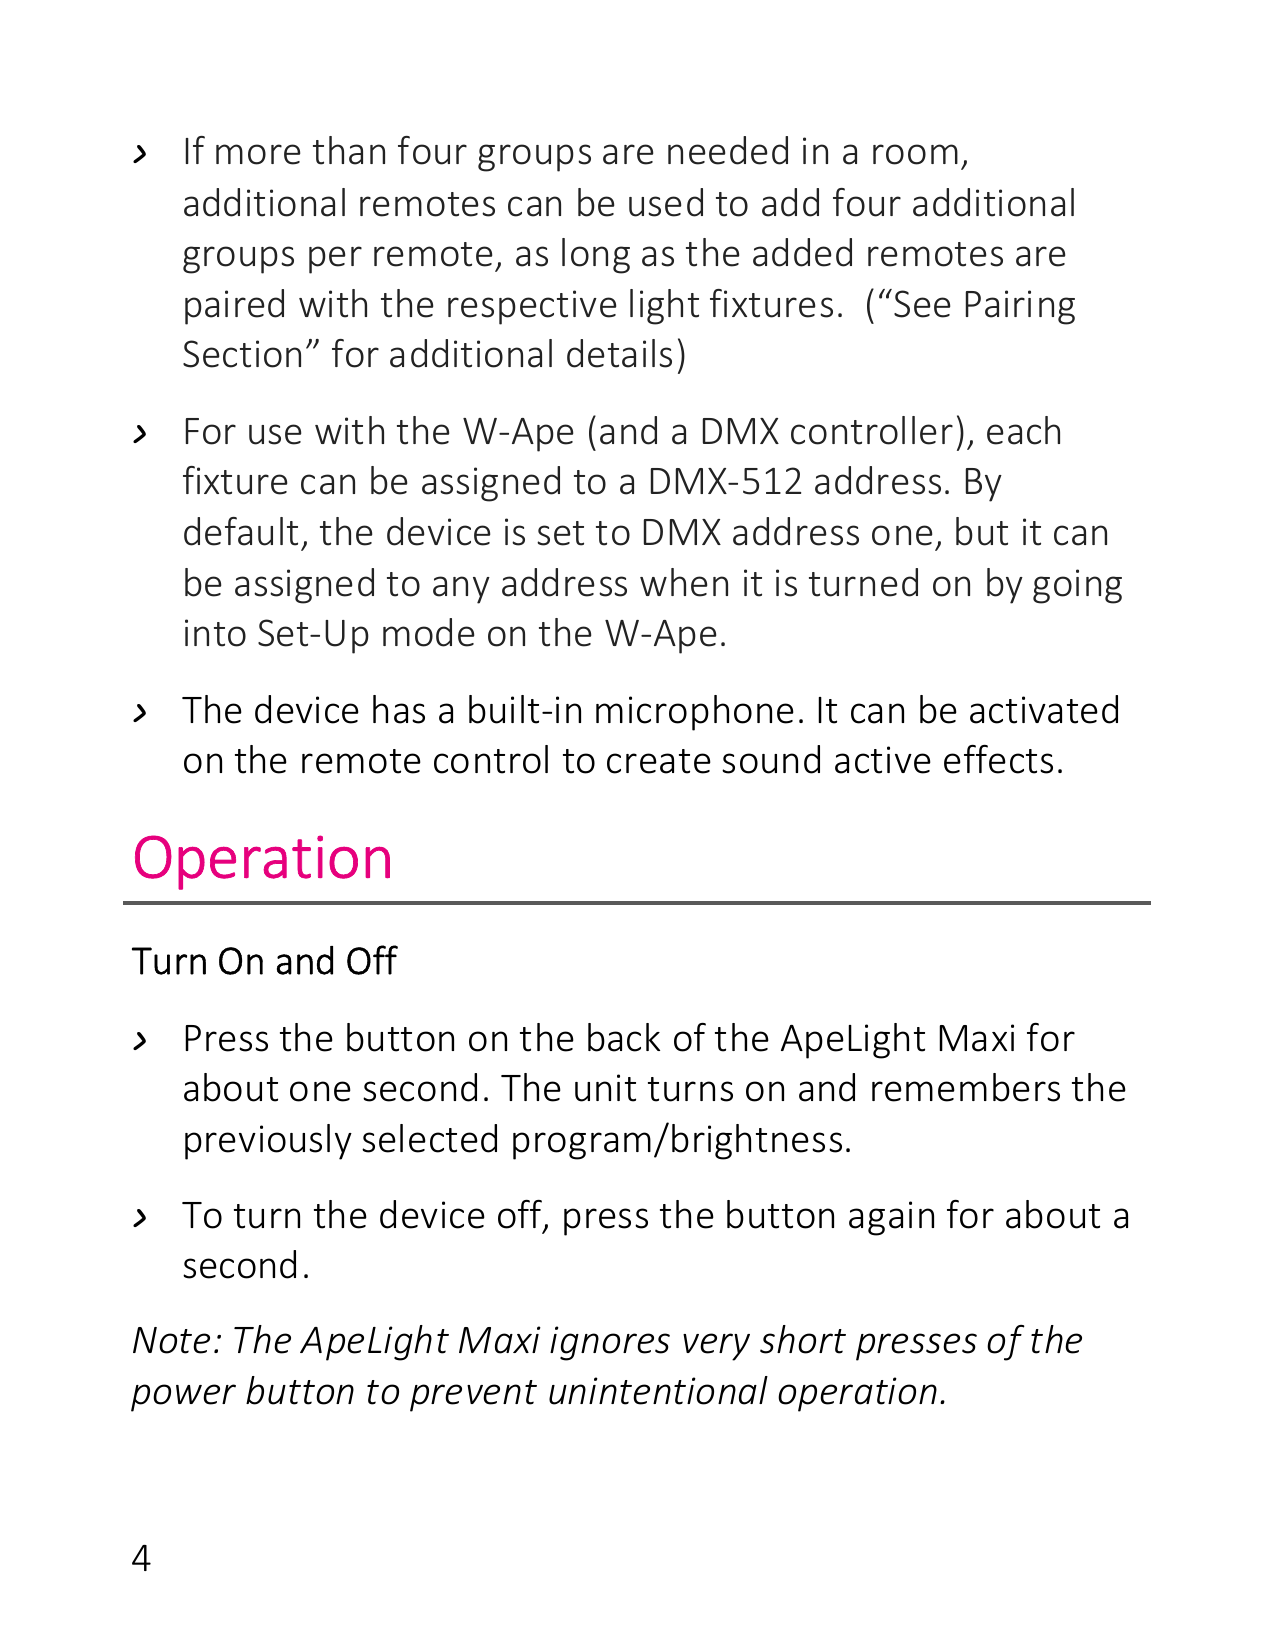 › If more than four groups are needed in a room,
additional remotes can be used to add four additional
groups per remote, as long as the added remotes are
paired with the respective light fixtures.  (“See Pairing
Section” for additional details)
› For use with the W-Ape (and a DMX controller), each
fixture can be assigned to a DMX-512 address. By
default, the device is set to DMX address one, but it can
be assigned to any address when it is turned on by going
into Set-Up mode on the W-Ape.
› The device has a built-in microphone. It can be activated
on the remote control to create sound active effects.
Operation
Turn On and Off
› Press the button on the back of the ApeLight Maxi for
about one second. The unit turns on and remembers the
previously selected program/brightness.
› To turn the device off, press the button again for about a
second.
Note: The ApeLight Maxi ignores very short presses of the
power button to prevent unintentional operation.
4